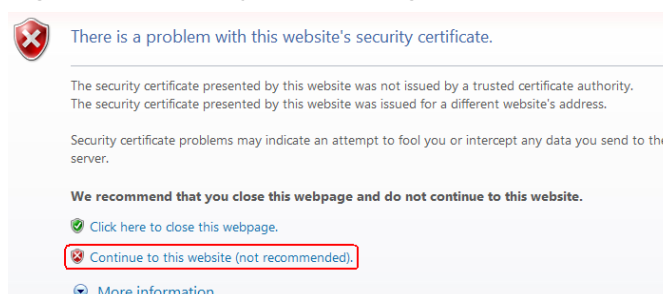 There is a problem with this website's security certificate.
The security certificate presented by this website was not issued by a trusted certificate authority.
The security certificate presented by this website was issued for a different website's address.
Security certificate problems may indicate an attempt to fool you or intercept any data you send to the
server.
We recommend that you close this webpage and do not continue to this website.
Click here to close this webpage.
Continue to this website (not recommended).
More information